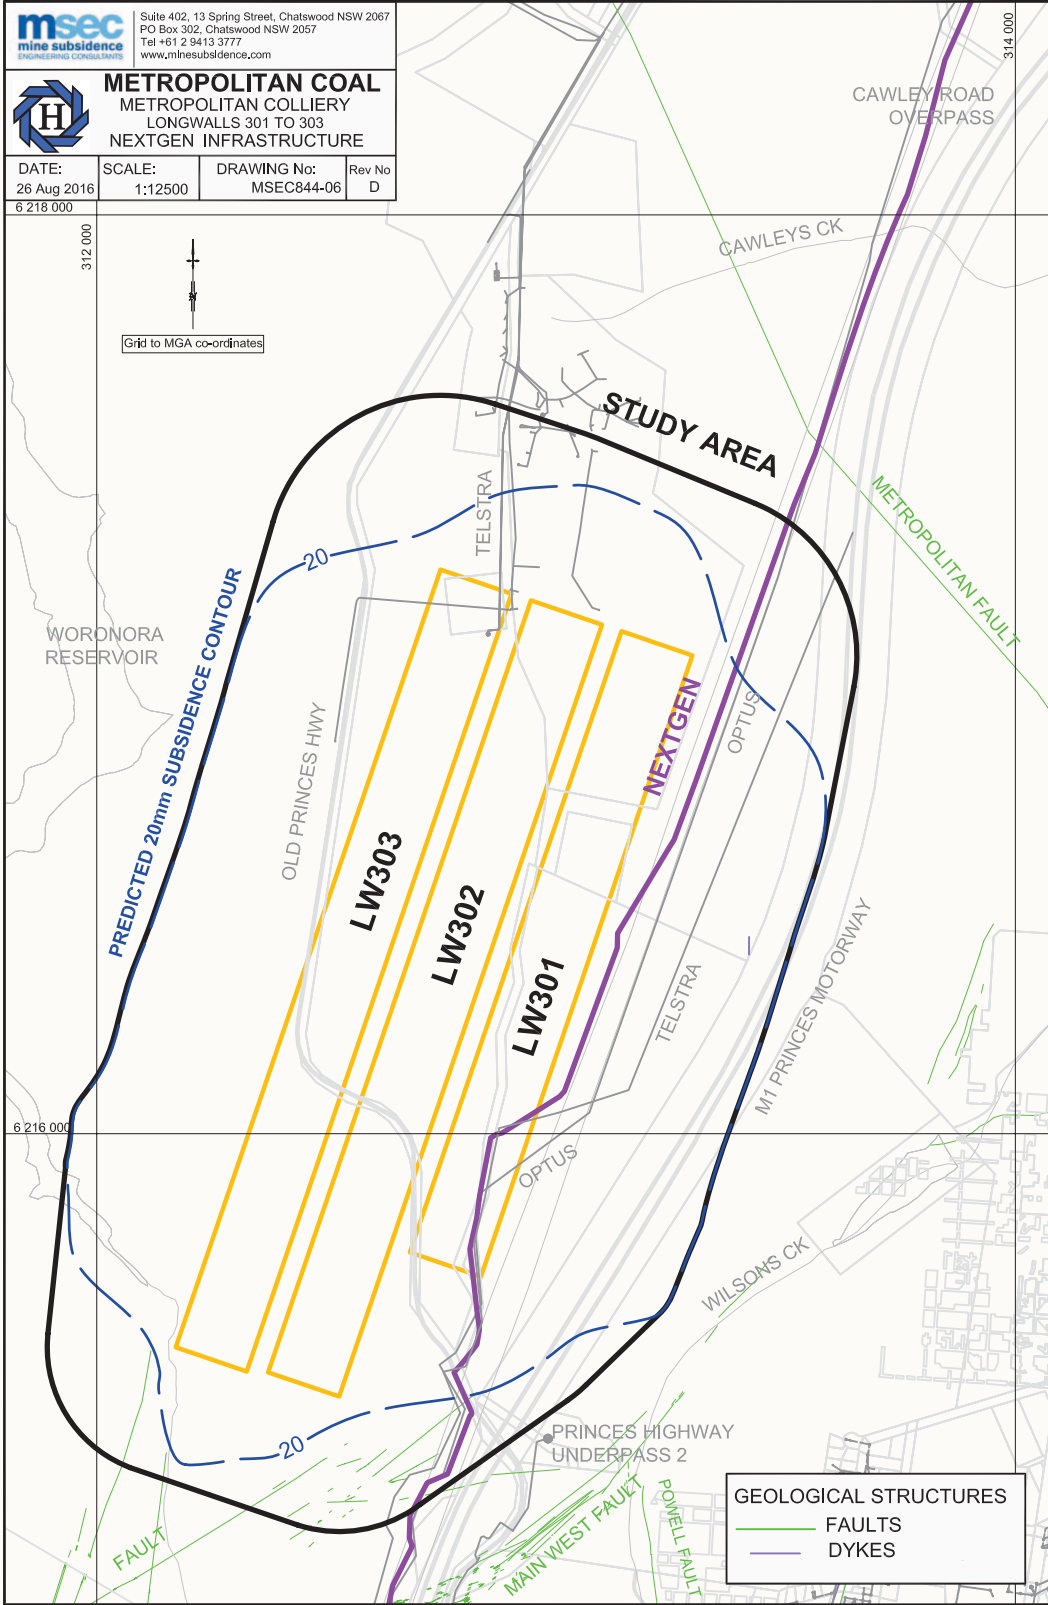 msec
mine subsidence
ENGINEERING CONSULTANTS
Suite 402, 13 Spring Street, Chatswood NSW 2067
PO Box 302, Chatswood NSW 2057
Tel +61 2 9413 3777
www.minesubsidence.com
H
METROPOLITAN COAL
METROPOLITAN COLLIERY
LONGWALLS 301 TO 303
NEXTGEN INFRASTRUCTURE
DATE:
26 Aug 2016
SCALE:
1:12500
DRAWING No:
MSEC844-06
Rev No
D
314 000
CAWLEY ROAD
OVERPASS
6 218 000
312 000
CAWLEYS CK
N
Grid to MGA co-ordinates
STUDY AREA
TELSTRA
METROPOLITAN FAULT
20
WORONORA
RESERVOIR
PREDICTED 20mm SUBSIDENCE CONTOUR
NEXTGEN
OPTUS
OLD PRINCES HWY
LW303
LW302
LW301
TELSTRA
M1 PRINCES MOTORWAY
6 216 000
OPTUS
WILSONS CK
20
PRINCES HIGHWAY
UNDERPASS 2
FAULT
MAIN WEST FAULT
POWELL FAULT
GEOLOGICAL STRUCTURES
FAULTS
DYKES